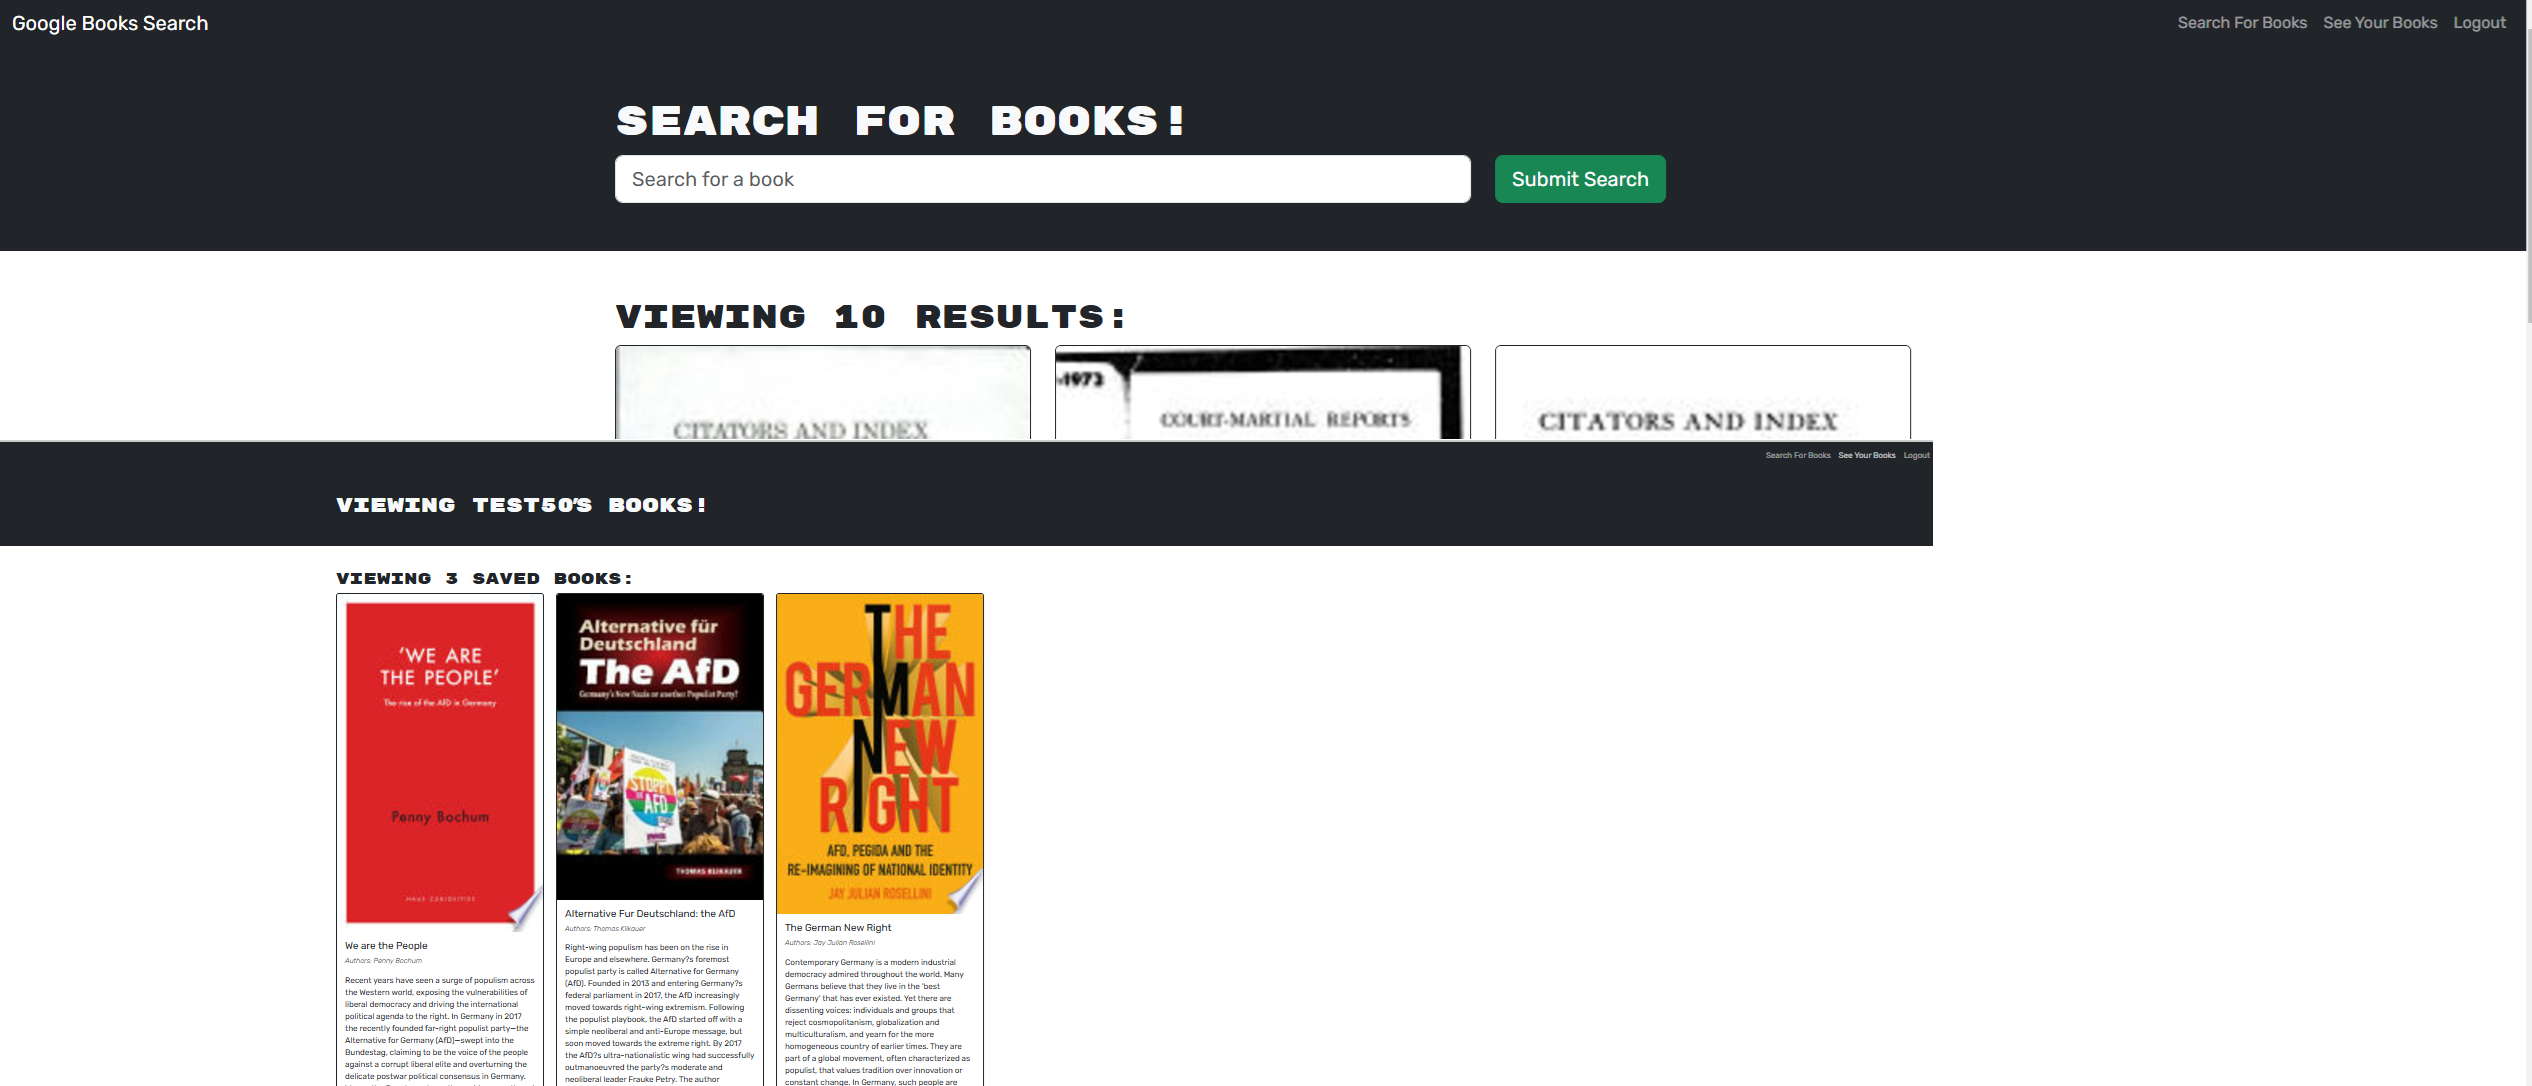 Google Books Search
Search For Books See Your Books Logout
SEARCH FOR BOOKS!
Search for a book
Submit Search
VIEWING 10 RESULTS:
CITATORS AND INDEX
-1973
COURT-MARTIAL REPORTS
CITATORS AND INDEX
Search For Books See Your Books Logout
VIEWING TEST50'S BOOKS!
VIEWING 3 SAVED BOOKS:
'WE ARE
THE PEOPLE'
The rise of the AfD in Germany
Penny Bochum
HAUS CURIOSITIES
We are the People
Authors: Penny Bochum
Recent years have seen a surge of populism across
the Western world, exposing the vulnerabilities of
liberal democracy and driving the international
political agenda to the right. In Germany in 2017
the recently founded far-right populist party—the
Alternative for Germany (AfD)—swept into the
Bundestag, claiming to be the voice of the people
against a corrupt liberal elite and overturning the
delicate postwar political consensus in Germany.
Alternative für
Deutschland
The AfD
Germany's New Nazis or another Populist Party?
STOPPT
AFD
THOMAS KLIKAUER
Alternative Fur Deutschland: the AfD
Authors: Thomas Klikauer
Right-wing populism has been on the rise in
Europe and elsewhere. Germany?s foremost
populist party is called Alternative for Germany
(AfD). Founded in 2013 and entering Germany?s
federal parliament in 2017, the AfD increasingly
moved towards right-wing extremism. Following
the populist playbook, the AfD started off with a
simple neoliberal and anti-Europe message, but
soon moved towards the extreme right. By 2017
the AfD?s ultra-nationalistic wing had successfully
outmanoeuvred the party?s moderate and
neoliberal leader Frauke Petry. The author
THE
GERMAN
NEW
RIGHT
AFD, PEGIDA AND THE
RE-IMAGINING OF NATIONAL IDENTITY
JAY JULIAN ROSELLINI
The German New Right
Authors: Jay Julian Rosellini
Contemporary Germany is a modern industrial
democracy admired throughout the world. Many
Germans believe that they live in the 'best
Germany' that has ever existed. Yet there are
dissenting voices: individuals and groups that
reject cosmopolitanism, globalization and
multiculturalism, and yearn for the more
homogeneous country of earlier times. They are
part of a global movement, often characterized as
populist, that values tradition over innovation or
constant change. In Germany, such people are